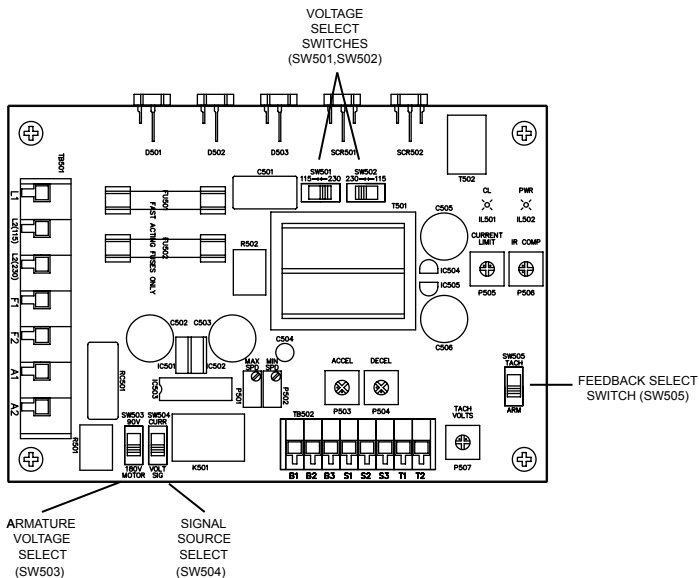 VOLTAGE
SELECT
SWITCHES
(SW501,SW502)
D501
D502
D503
SCR501
SCR502
TB501
L1
L2(115)
L2(230)
F1
F2
A1
A2
FU501
FAST ACTING FUSES ONLY
FU502
C501
SW501
115 230
SW502
230 115
T501
T502
CL
IL501
PWR
IL502
C505
CURRENT
LIMIT
P505
IR COMP
P506
R502
IC504
IC505
C506
C502
C503
IC501
IC502
C504
RC501
IC503
MAX
SPD
P501
MIN
SPD
P502
ACCEL
P503
DECEL
P504
SW505
TACH
ARM
FEEDBACK SELECT
SWITCH (SW505)
R501
SW503
90V
180V
MOTOR
SW504
CURR
VOLT
SIG
K501
TB502
B1
B2
B3
S1
S2
S3
T1
T2
TACH
VOLTS
P507
ARMATURE
VOLTAGE
SELECT
(SW503)
SIGNAL
SOURCE
SELECT
(SW504)